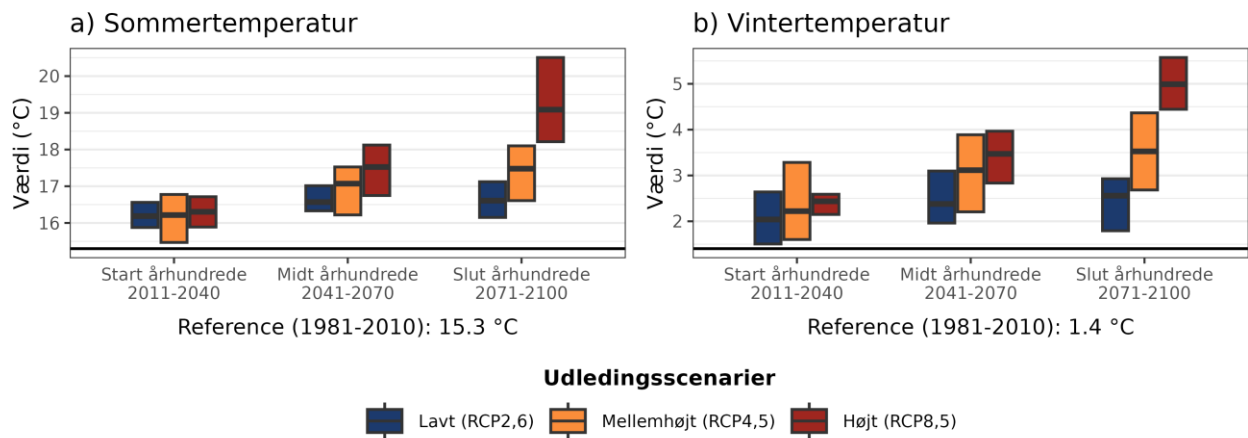 a) Sommertemperatur
Værdi (°C)
20
19
18
17
16
Start århundrede
2011-2040
Midt århundrede
2041-2070
Slut århundrede
2071-2100
Reference (1981-2010): 15.3 °C
b) Vintertemperatur
Værdi (°C)
5
4
3
2
Start århundrede
2011-2040
Midt århundrede
2041-2070
Slut århundrede
2071-2100
Reference (1981-2010): 1.4 °C
Udledingsscenarier
Lavt (RCP2,6)
Mellemhøjt (RCP4,5)
Højt (RCP8,5)